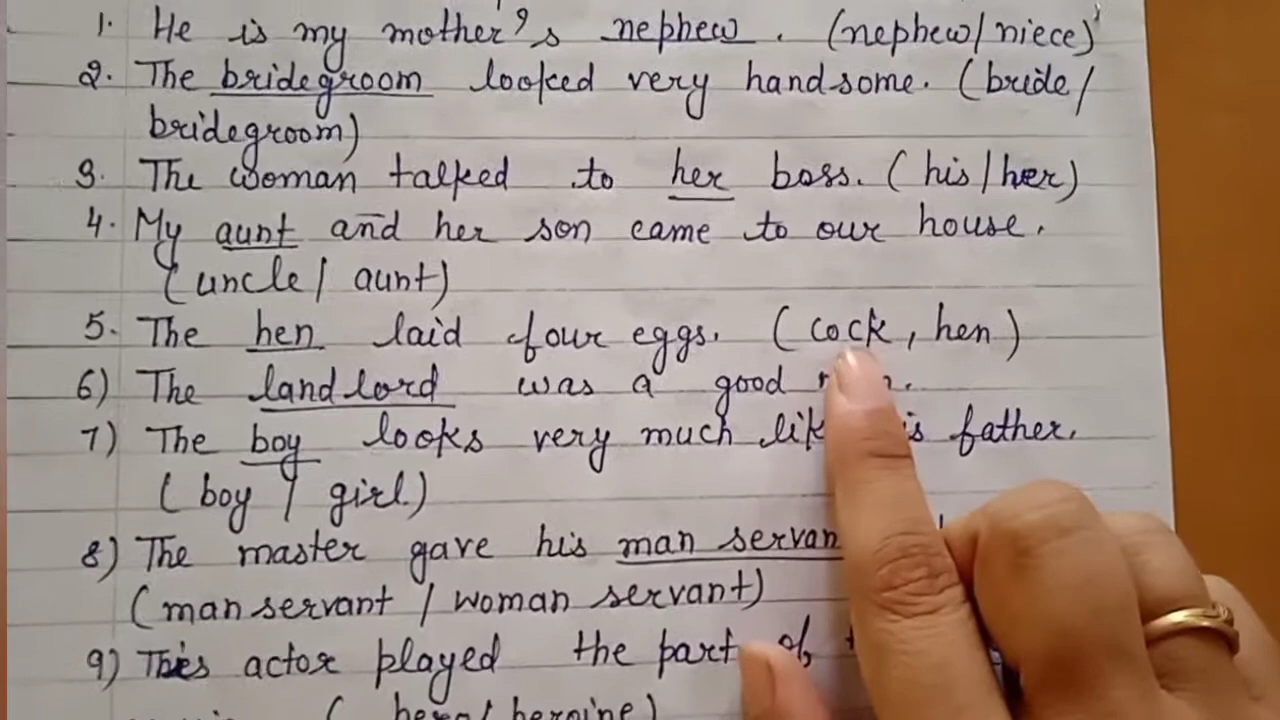 1. He is my mother's nephew. (nephew/niece)
2. The bridegroom looked very handsome. (bride/
bridegroom)
3. The woman talked to her boss. (his/her)
4. My aunt and her son came to our house.
(uncle/ aunt)
5. The hen laid four eggs. (cock, hen)
6) The landlord was a good
7) The boy looks very much father.
(boy / girl)
8) The master gave his man
(man servant / woman servant)
9) This actor played the part of
(hero/ heroine)